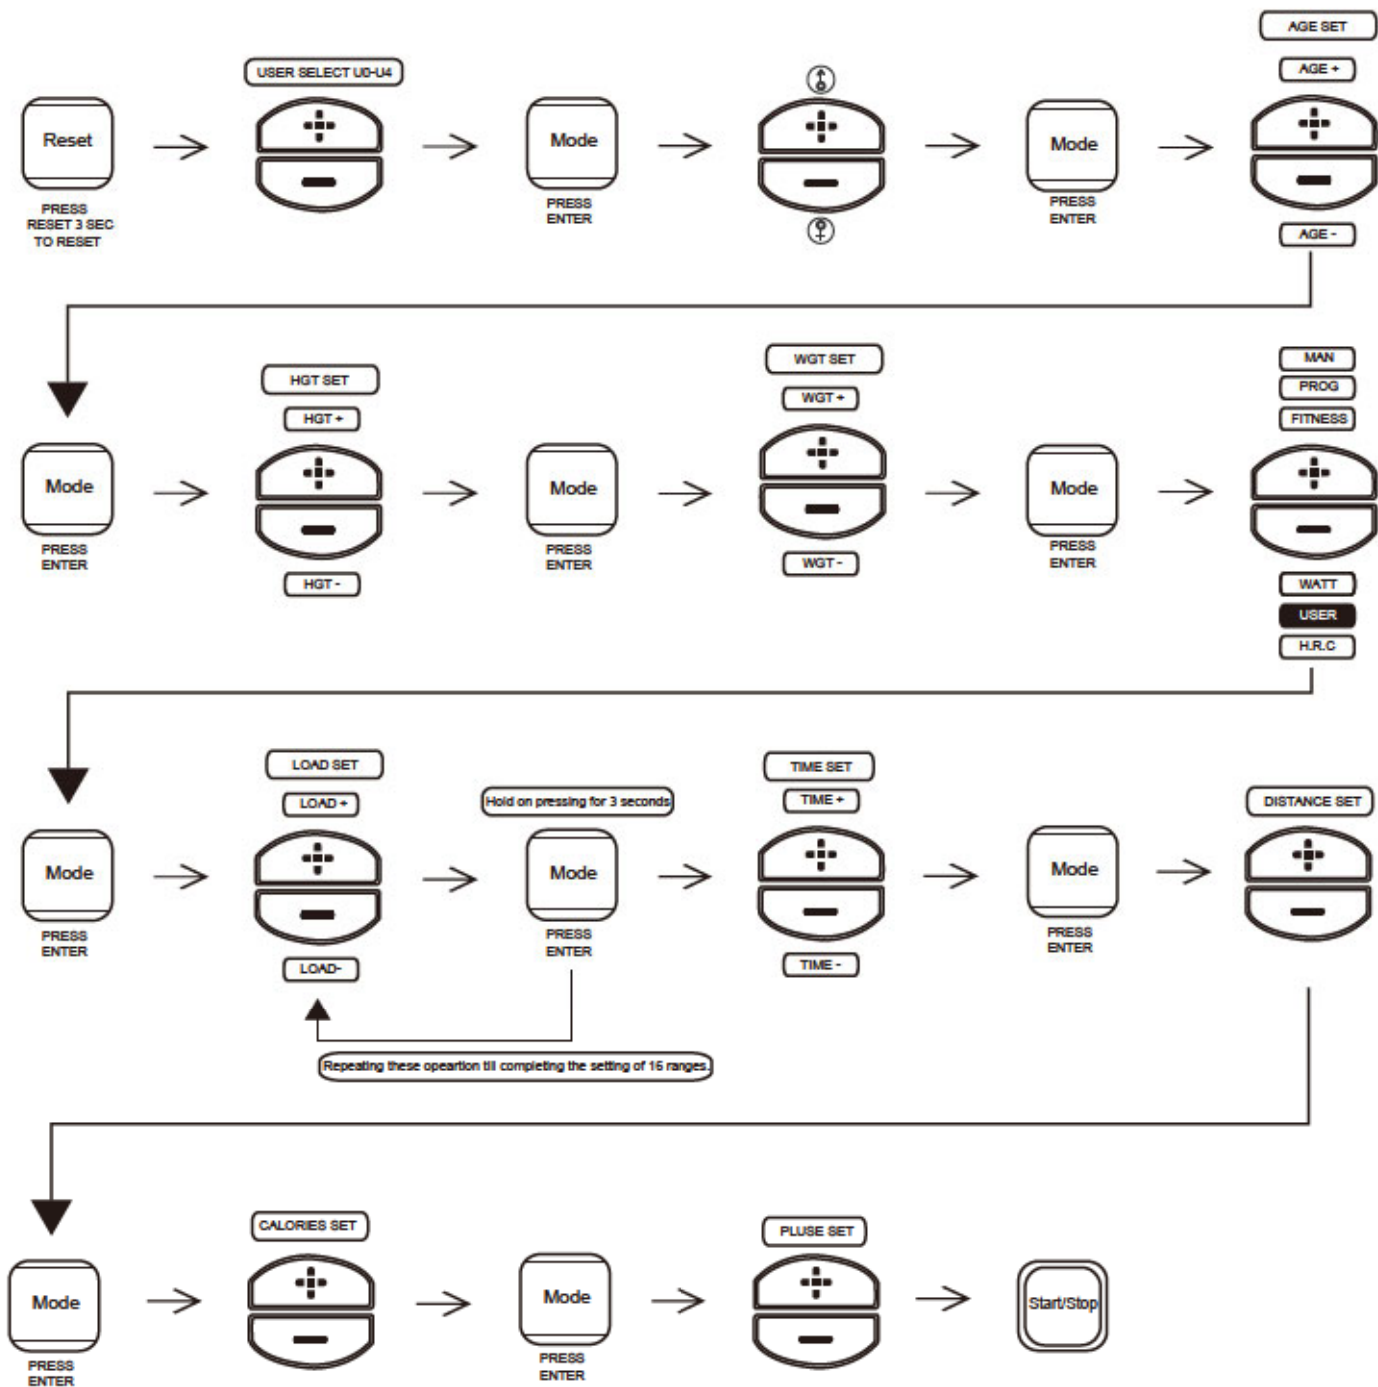 AGE SET
USER SELECT U0-U4
AGE +
Reset
Mode
Mode
PRESS
RESET 3 SEC
TO RESET
PRESS
ENTER
PRESS
ENTER
AGE -
HGT SET
HGT +
WGT SET
WGT +
MAN
PROG
FITNESS
Mode
Mode
Mode
PRESS
ENTER
HGT -
PRESS
ENTER
WGT -
PRESS
ENTER
WATT
USER
H.R.C
LOAD SET
LOAD +
Hold on pressing for 3 seconds
TIME SET
TIME +
DISTANCE SET
Mode
Mode
Mode
PRESS
ENTER
LOAD-
PRESS
ENTER
TIME -
PRESS
ENTER
Repeating these opeartion till completing the setting of 16 ranges.
CALORIES SET
PLUSE SET
Mode
Mode
Start/Stop
PRESS
ENTER
PRESS
ENTER